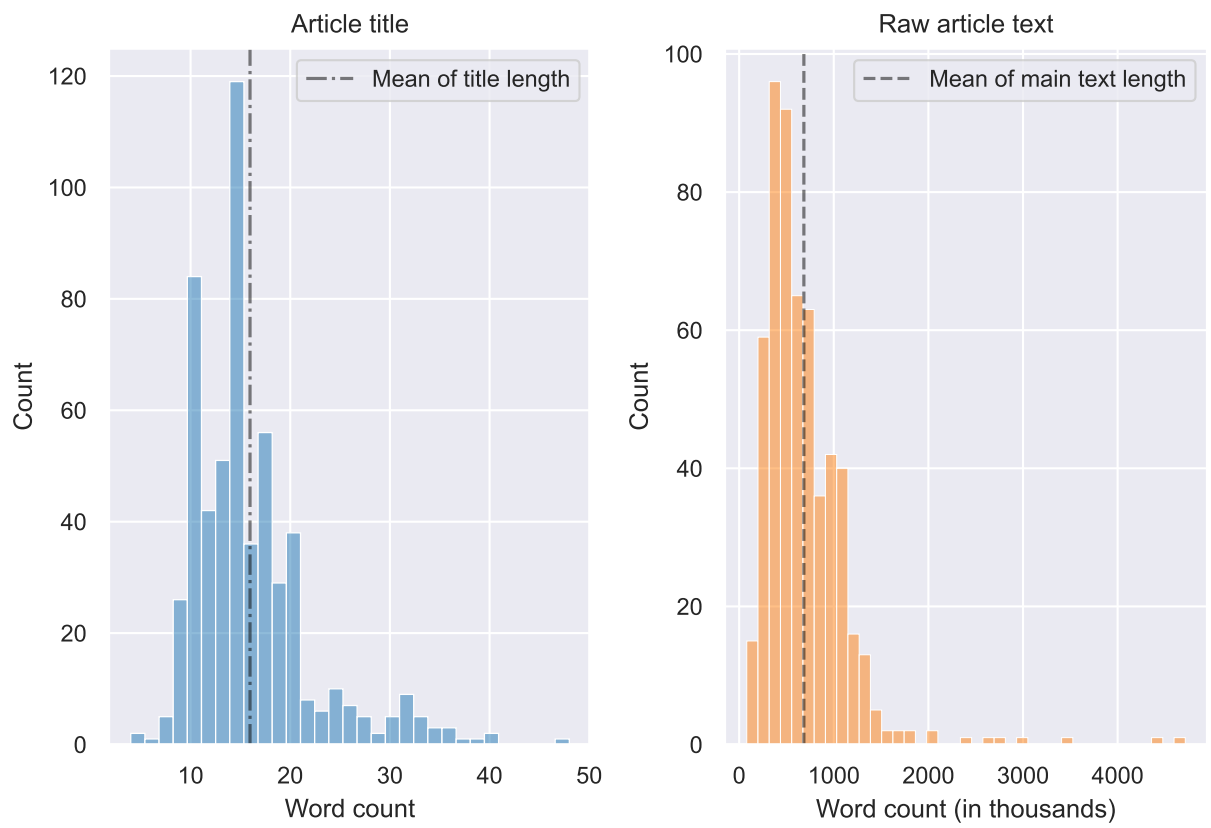 Article title
Mean of title length
120
100
80
60
40
20
0
Count
10 20 30 40 50
Word count
Raw article text
Mean of main text length
100
80
60
40
20
0
Count
0 1000 2000 3000 4000
Word count (in thousands)